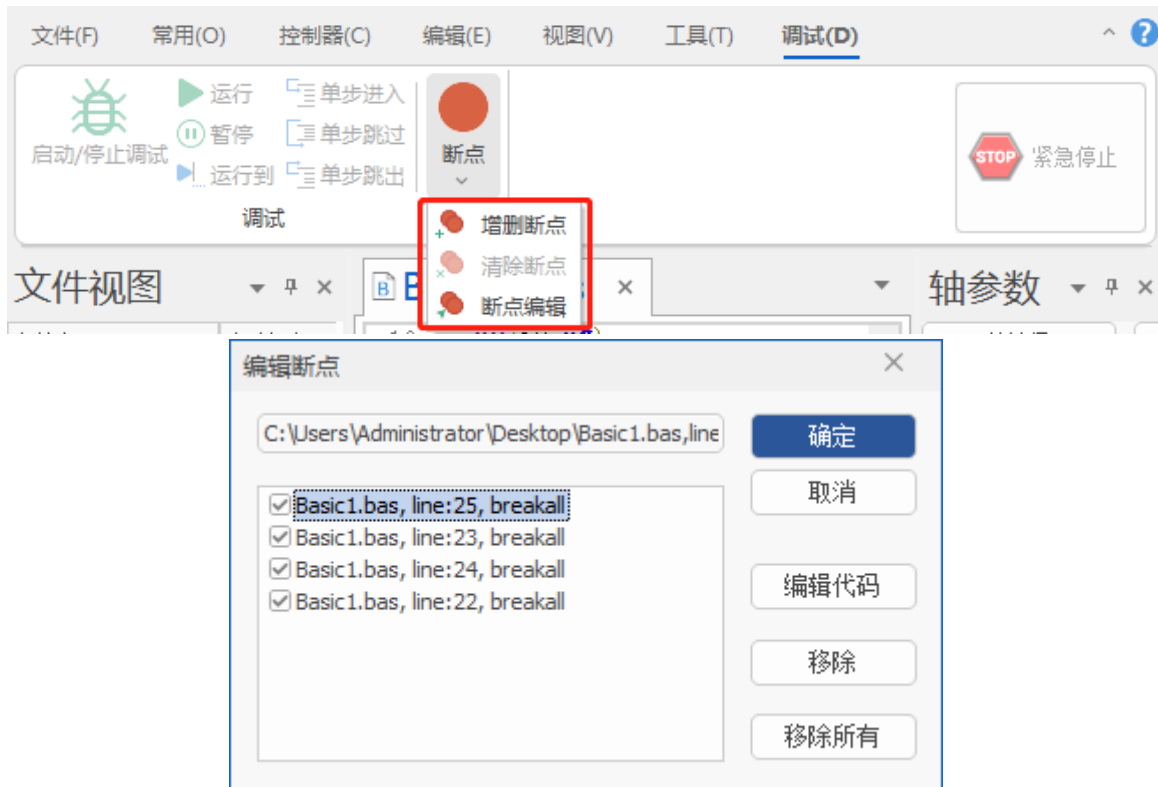 文件(F) 常用(O) 控制器(C) 编辑(E) 视图(V) 工具(T) 调试(D)
运行 单步进入
启动/停止调试 暂停 单步跳过 断点 STOP 紧急停止
运行到 单步跳出
调试
增删断点
清除断点
断点编辑
文件视图 B 轴参数
编辑断点
C:\Users\Administrator\Desktop\Basic1.bas,line
确定
取消
Basic1.bas, line:25, breakall
Basic1.bas, line:23, breakall
Basic1.bas, line:24, breakall
Basic1.bas, line:22, breakall
编辑代码
移除
移除所有